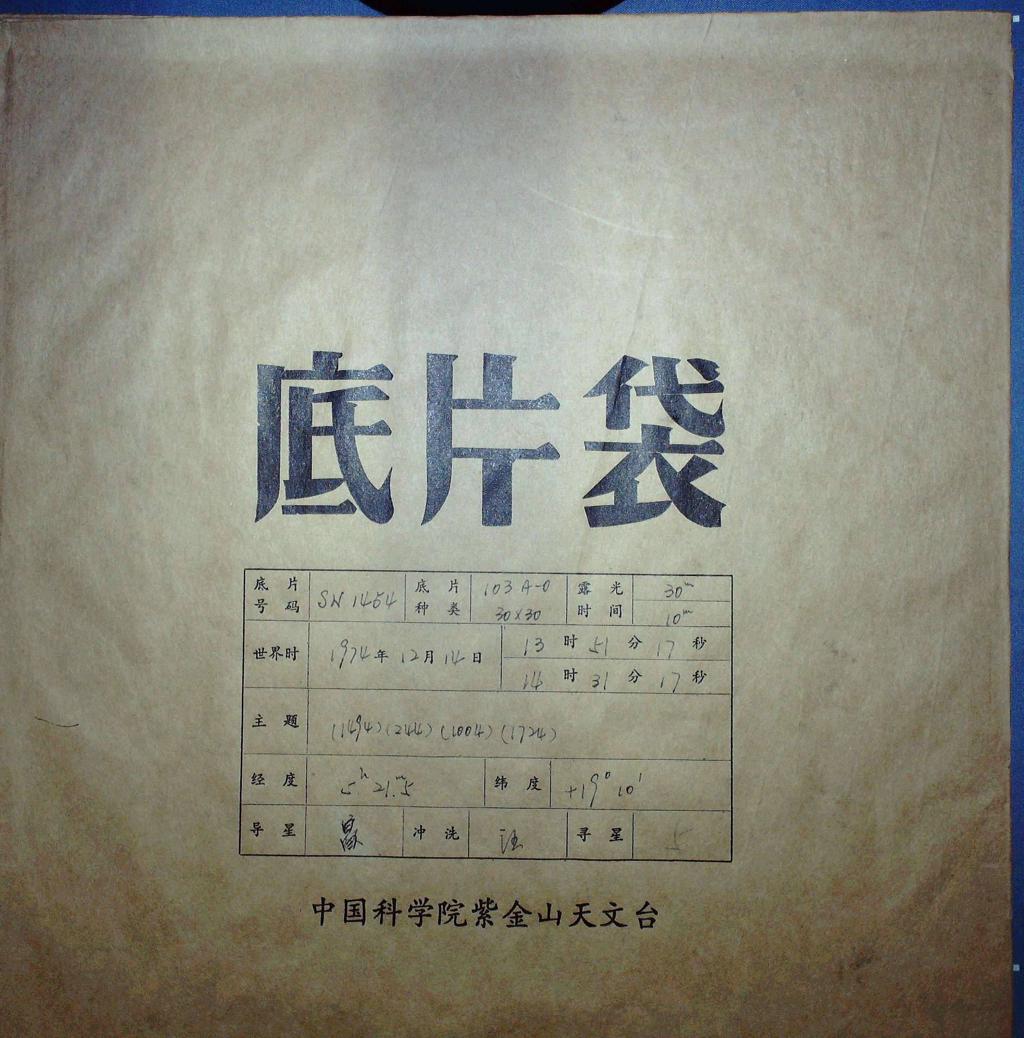 底片袋
底片号码 SN 1454 底片种类 103A-O 30×30 露光时间 30ᵐ 10ᵐ
世界时 1974年12月14日 13时51分17秒
14时31分17秒
主题 (1494)(244)(1004)(1724)
经度 5ʰ21ᵐ.5 纬度 +19°10′
导星 冲洗 汪 寻星 5
中国科学院紫金山天文台